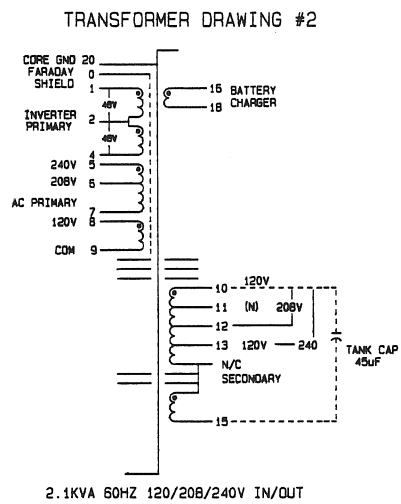 TRANSFORMER DRAWING #2
CORE GND 20
FARADAY 0
SHIELD
1
48V
INVERTER 2
PRIMARY
48V
4
240V 5
208V 6
AC PRIMARY
7
120V 8
COM 9
16 BATTERY
CHARGER
18
10 120V
11 (N) 208V
12
13 120V 240
N/C
SECONDARY
TANK CAP
45uF
15
2.1KVA 60HZ 120/208/240V IN/OUT